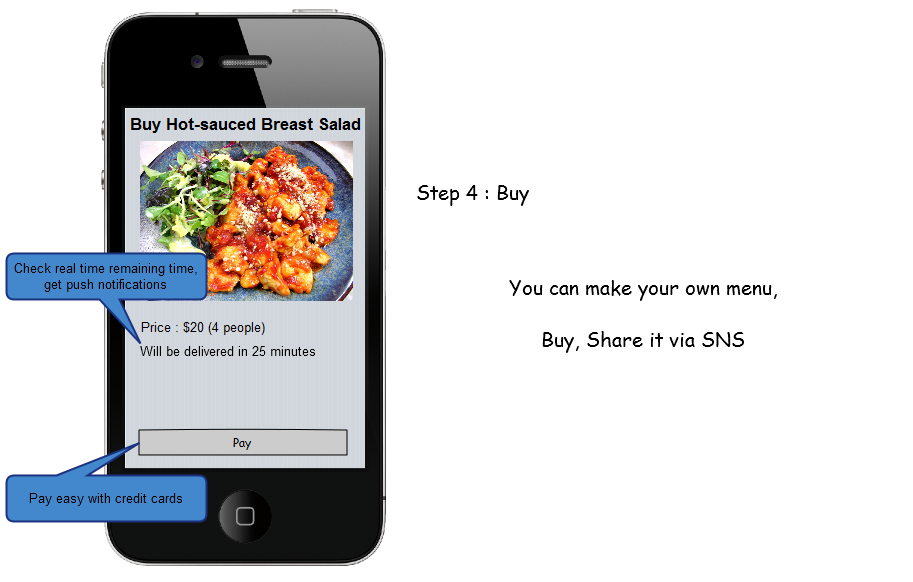 Buy Hot-sauced Breast Salad
Check real time remaining time,
get push notifications
Price : $20 (4 people)
Will be delivered in 25 minutes
Pay
Pay easy with credit cards
Step 4 : Buy
You can make your own menu,
Buy, Share it via SNS